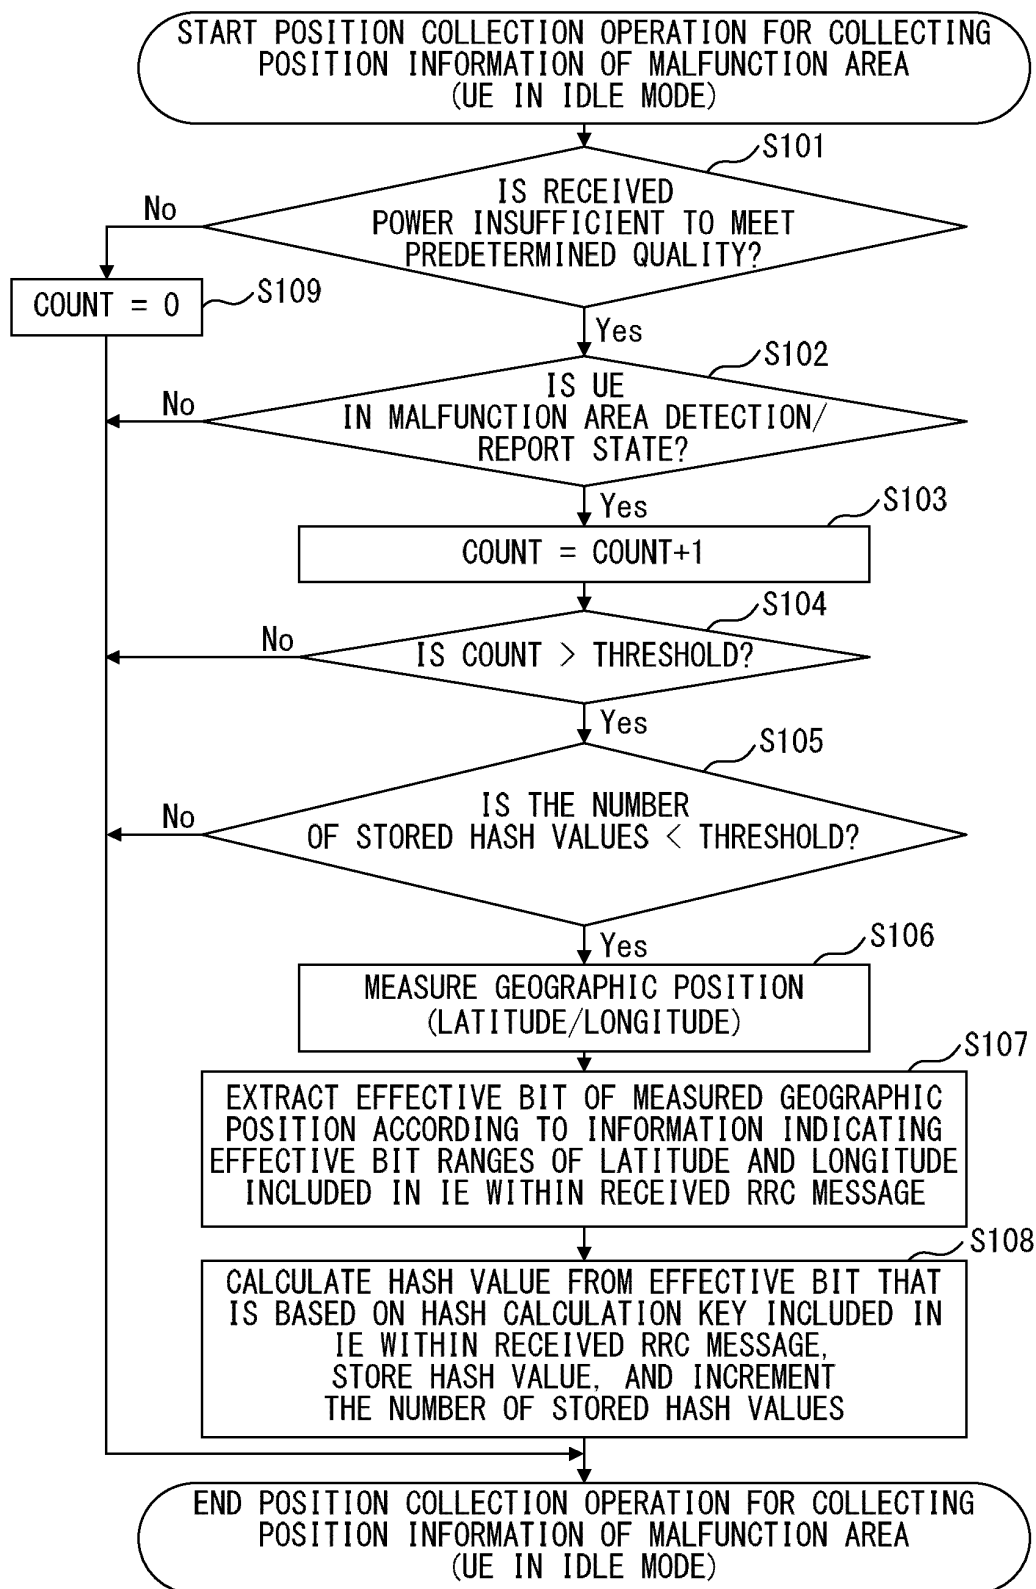 START POSITION COLLECTION OPERATION FOR COLLECTING
POSITION INFORMATION OF MALFUNCTION AREA
(UE IN IDLE MODE)
S101
IS RECEIVED
POWER INSUFFICIENT TO MEET
PREDETERMINED QUALITY?
No
COUNT = 0
S109
Yes
S102
IS UE
IN MALFUNCTION AREA DETECTION/
REPORT STATE?
No
Yes
S103
COUNT = COUNT+1
S104
IS COUNT > THRESHOLD?
No
Yes
S105
IS THE NUMBER
OF STORED HASH VALUES < THRESHOLD?
No
Yes
S106
MEASURE GEOGRAPHIC POSITION
(LATITUDE/LONGITUDE)
S107
EXTRACT EFFECTIVE BIT OF MEASURED GEOGRAPHIC
POSITION ACCORDING TO INFORMATION INDICATING
EFFECTIVE BIT RANGES OF LATITUDE AND LONGITUDE
INCLUDED IN IE WITHIN RECEIVED RRC MESSAGE
S108
CALCULATE HASH VALUE FROM EFFECTIVE BIT THAT
IS BASED ON HASH CALCULATION KEY INCLUDED IN
IE WITHIN RECEIVED RRC MESSAGE,
STORE HASH VALUE, AND INCREMENT
THE NUMBER OF STORED HASH VALUES
END POSITION COLLECTION OPERATION FOR COLLECTING
POSITION INFORMATION OF MALFUNCTION AREA
(UE IN IDLE MODE)